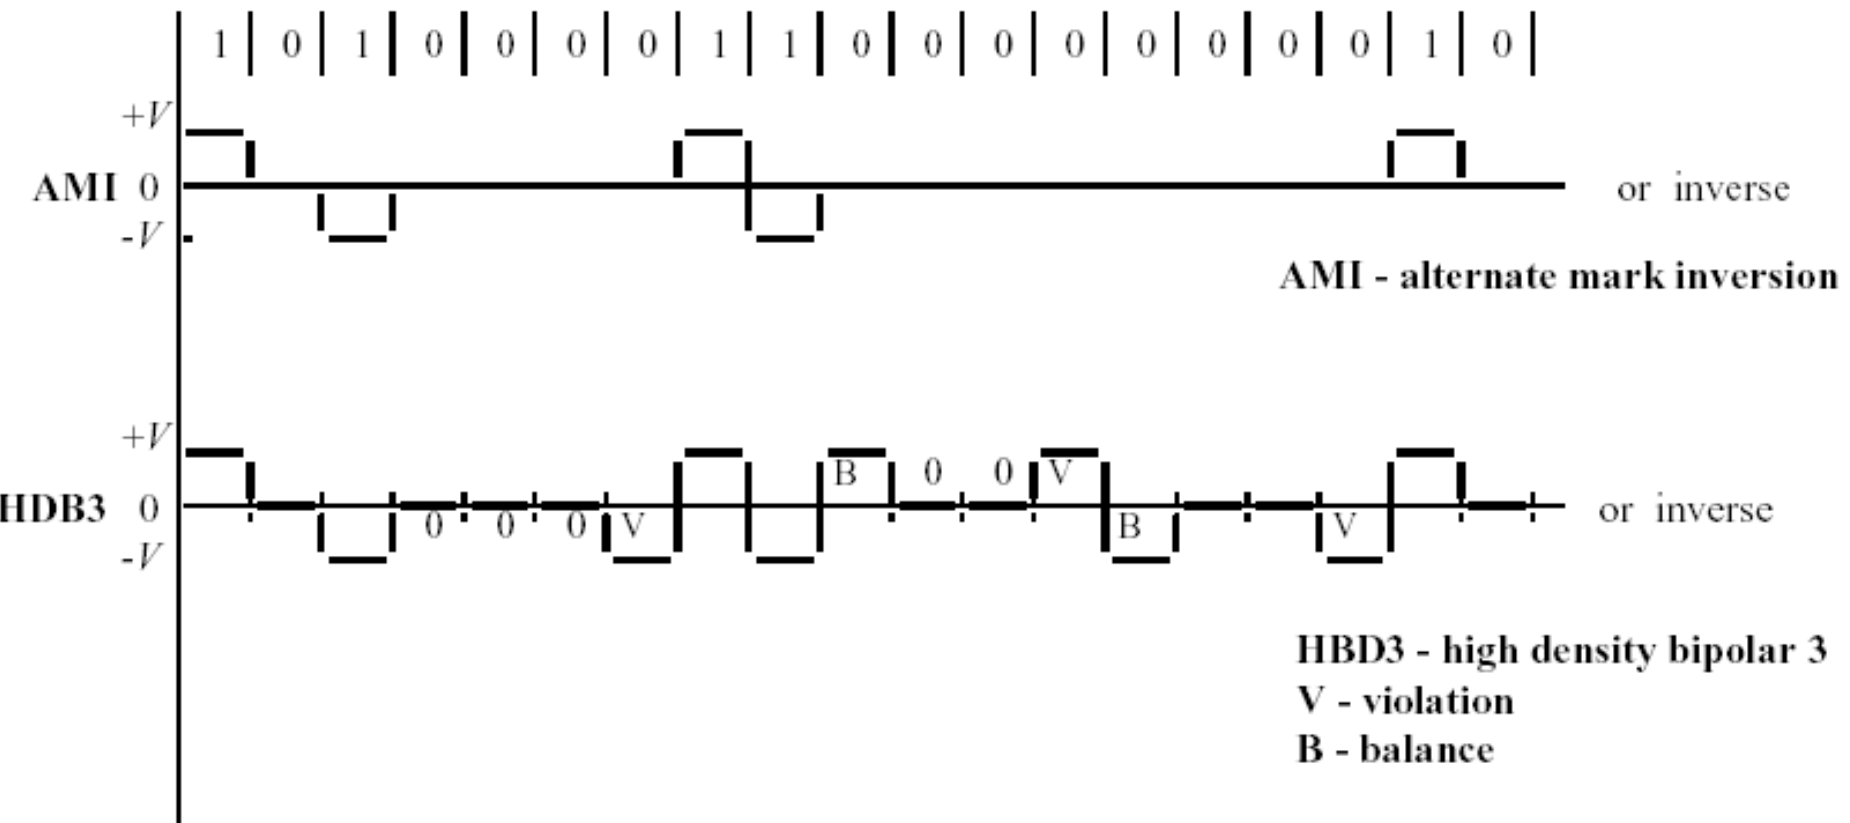 1 0 1 0 0 0 0 1 1 0 0 0 0 0 0 0 0 1 0
+V
AMI 0 or inverse
-V
AMI - alternate mark inversion
+V
B 0 0 V
HDB3 0 or inverse
0 0 0 V B V
-V
HBD3 - high density bipolar 3
V - violation
B - balance